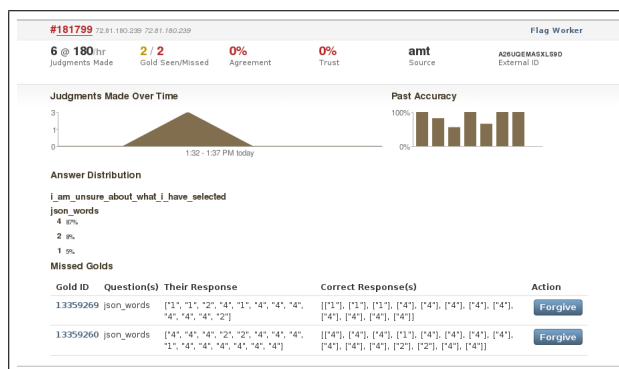 #181799 72.81.180.239 72.81.180.239 Flag Worker
6 @ 180/hr 2 / 2 0% 0% amt A26UQEMASXLS9D
Judgments Made Gold Seen/Missed Agreement Trust Source External ID
Judgments Made Over Time Past Accuracy
3 100%
1
0 0%
1:32 - 1:37 PM today
Answer Distribution
i_am_unsure_about_what_i_have_selected
json_words
4 87%
2 9%
1 5%
Missed Golds
Gold ID Question(s) Their Response Correct Response(s) Action
13359269 json_words ["1", "1", "2", "4", "1", "4", "4", "4", [["1"], ["1"], ["1"], ["4"], ["4"], ["4"], ["4"], ["4"], Forgive
"4", "4", "4", "2"] ["4"], ["4"], ["4"], ["4"]]
13359260 json_words ["4", "4", "4", "2", "2", "4", "4", "4", [["4"], ["4"], ["4"], ["1"], ["4"], ["4"], ["4"], ["4"], Forgive
"1", "4", "4", "4", "4", "4", "4"] ["4"], ["4"], ["4"], ["2"], ["2"], ["4"], ["4"]]